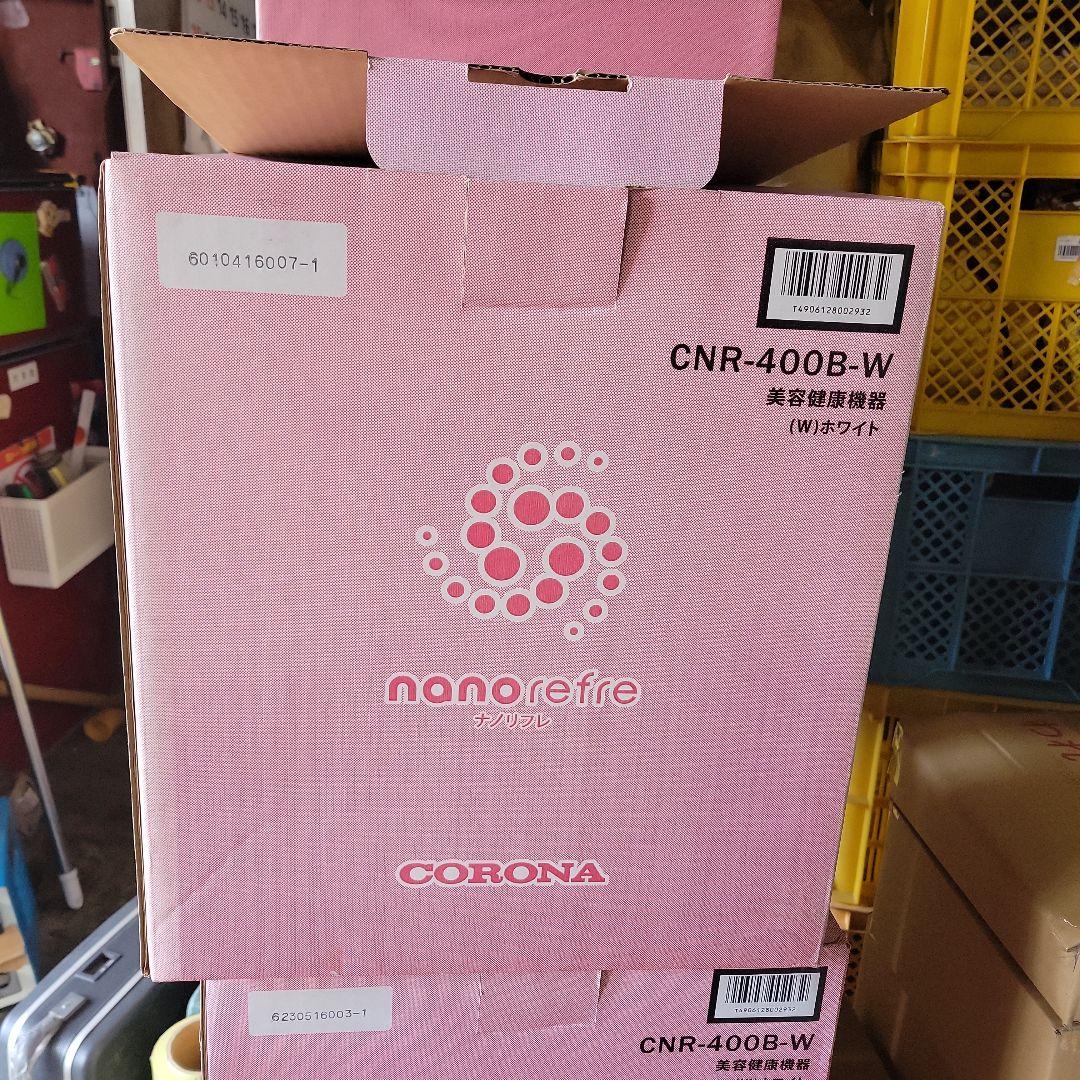 6010416007-1
T4906128002932
CNR-400B-W
美容健康機器
(W)ホワイト
nanorefre
ナノリフレ
CORONA
6230516003-1
T4906128002932
CNR-400B-W
美容健康機器